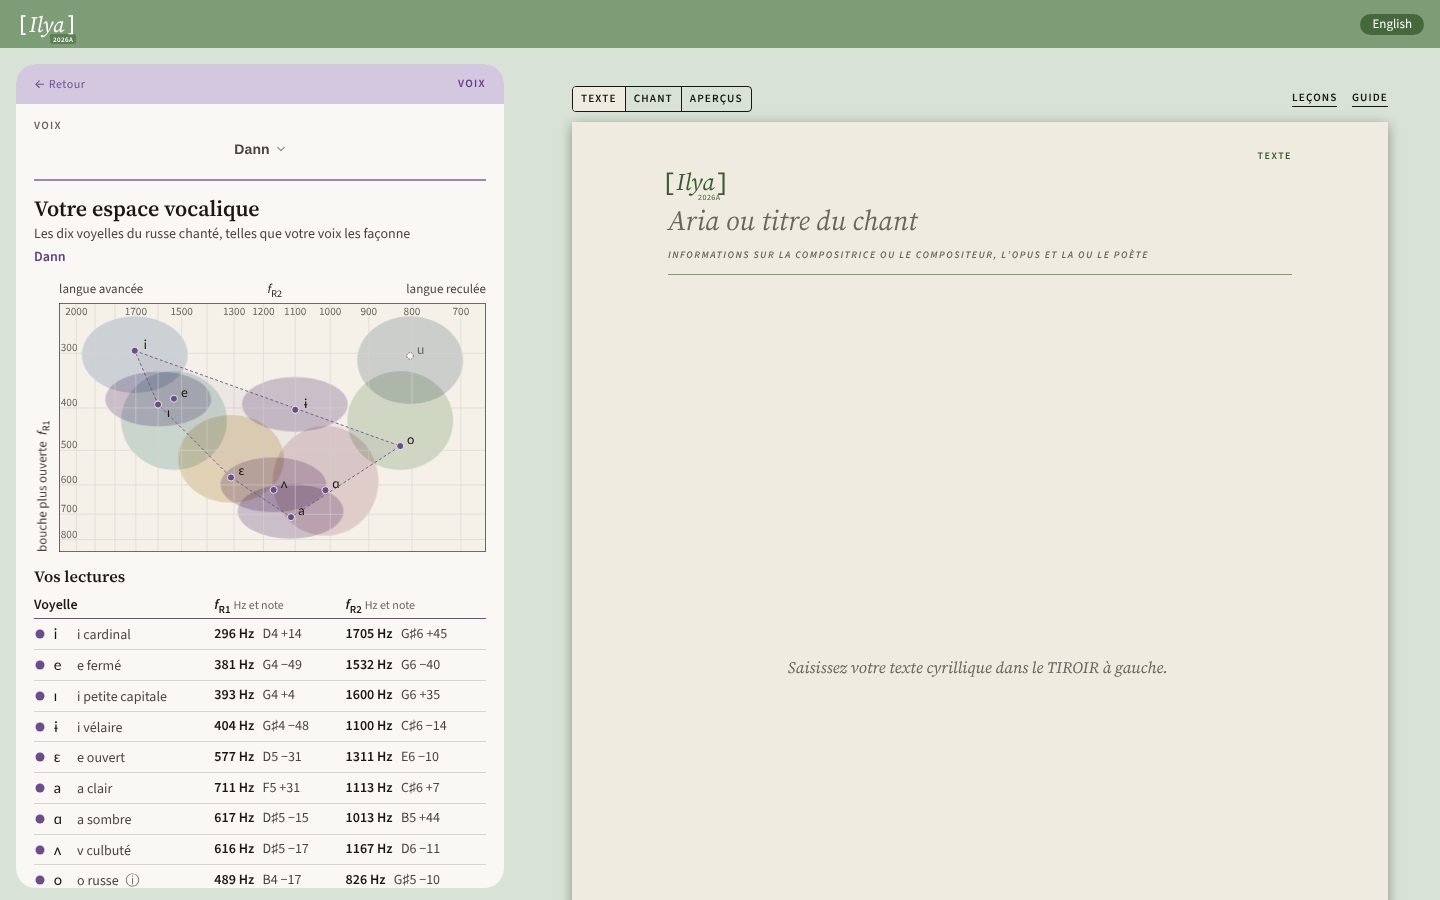 [Ilya]
2026A
English
← Retour
VOIX
VOIX
Dann
Votre espace vocalique
Les dix voyelles du russe chanté, telles que votre voix les façonne
Dann
langue avancée fR2 langue reculée
2000 1700 1500 1300 1200 1100 1000 900 800 700
300
400
500
600
700
800
bouche plus ouverte fR1
i
u
e
ɪ
ɨ
o
ɛ
ʌ
ɑ
a
Vos lectures
Voyelle fR1 Hz et note fR2 Hz et note
i i cardinal 296 Hz D4 +14 1705 Hz G♯6 +45
e e fermé 381 Hz G4 −49 1532 Hz G6 −40
ɪ i petite capitale 393 Hz G4 +4 1600 Hz G6 +35
ɨ i vélaire 404 Hz G♯4 −48 1100 Hz C♯6 −14
ɛ e ouvert 577 Hz D5 −31 1311 Hz E6 −10
a a clair 711 Hz F5 +31 1113 Hz C♯6 +7
ɑ a sombre 617 Hz D♯5 −15 1013 Hz B5 +44
ʌ v culbuté 616 Hz D♯5 −17 1167 Hz D6 −11
o o russe ⓘ 489 Hz B4 −17 826 Hz G♯5 −10
TEXTE CHANT APERÇUS
LEÇONS GUIDE
TEXTE
[Ilya]
2026A
Aria ou titre du chant
INFORMATIONS SUR LA COMPOSITRICE OU LE COMPOSITEUR, L'OPUS ET LA OU LE POÈTE
Saisissez votre texte cyrillique dans le TIROIR à gauche.